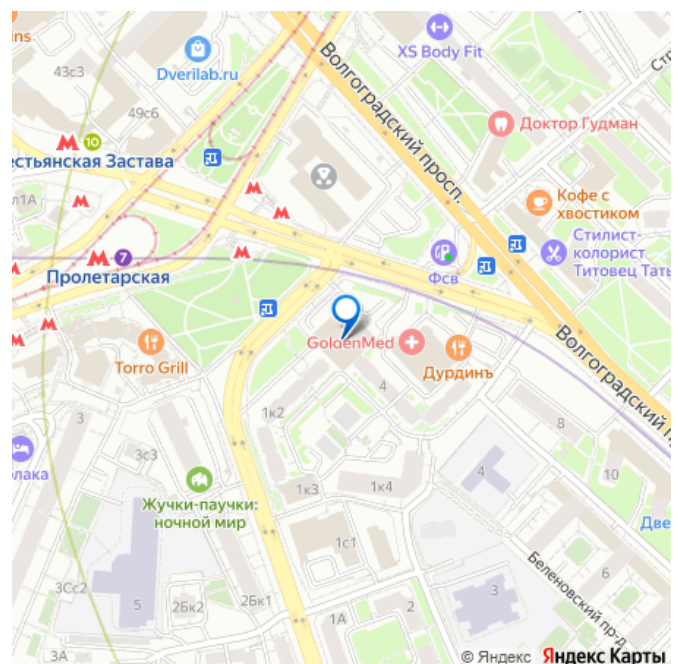 ins
43с3
Dverilab.ru
XS Body Fit
Волгоградский просп.
49с6
10
Доктор Гудман
естьянская Застава
Кофе с
хвостиком
Стилист-
колорист
Титовец Тать
7
Пролетарская
Фсв
GoldenMed
Дурдинъ
Torro Grill
Волгоградский п
1к2
4
3
8
3с3
лака
4
10
Жучки-паучки:
ночной мир
1к3
1к4
Две
1с1
Беленовский пр-д
3Сс2
5
2Бк2
2Бк1
1А
2
3
6
3А
© Яндекс Яндекс Карты